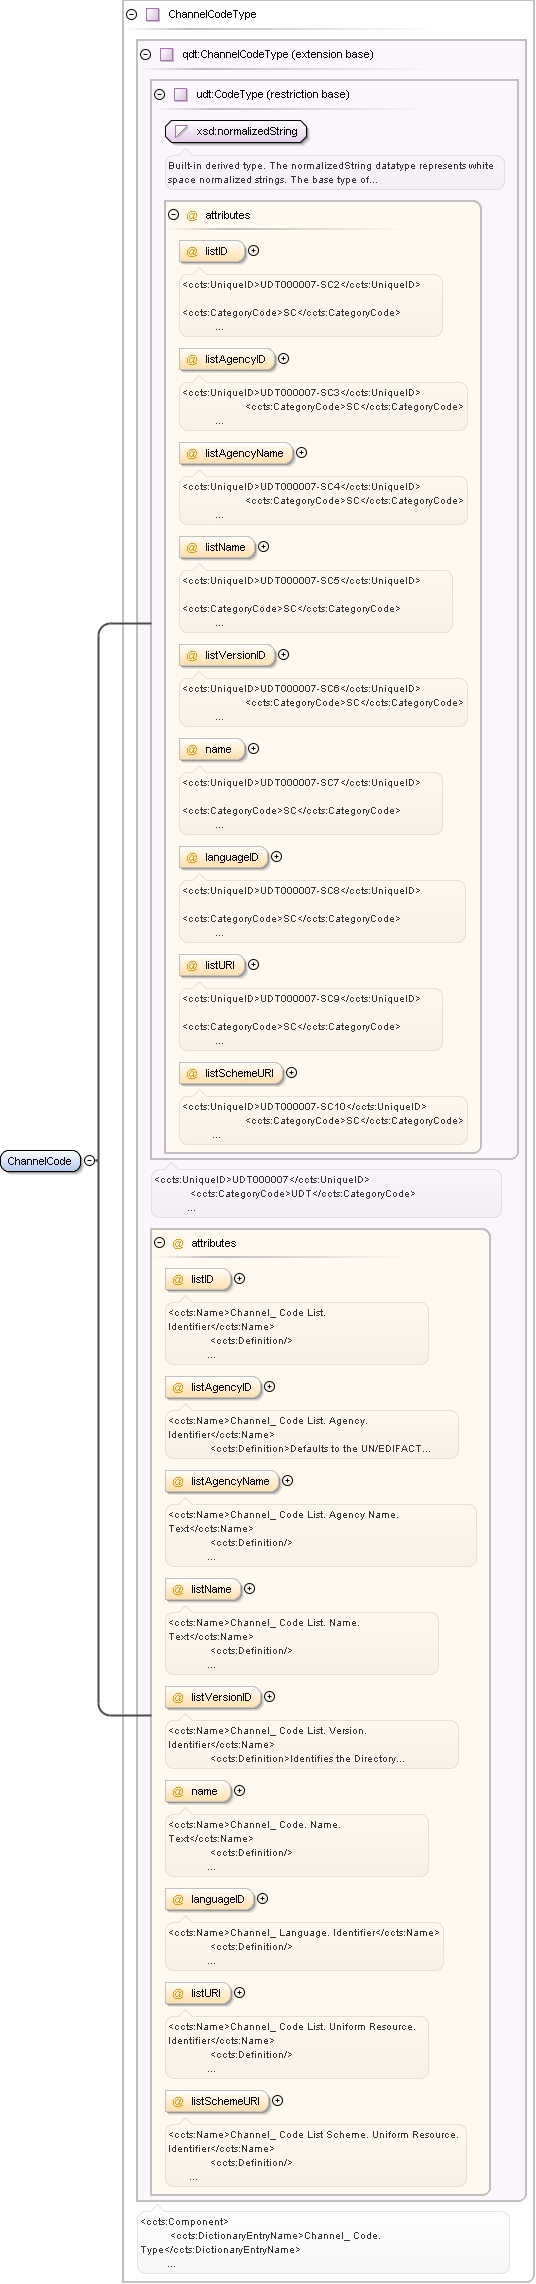 ChannelCodeType
qdt:ChannelCodeType (extension base)
udt:CodeType (restriction base)
xsd:normalizedString
Built-in derived type. The normalizedString datatype represents white
space normalized strings. The base type of...
@ attributes
@ listID
<ccts:UniqueID>UDT000007-SC2</ccts:UniqueID>
<ccts:CategoryCode>SC</ccts:CategoryCode>
...
@ listAgencyID
<ccts:UniqueID>UDT000007-SC3</ccts:UniqueID>
<ccts:CategoryCode>SC</ccts:CategoryCode>
...
@ listAgencyName
<ccts:UniqueID>UDT000007-SC4</ccts:UniqueID>
<ccts:CategoryCode>SC</ccts:CategoryCode>
...
@ listName
<ccts:UniqueID>UDT000007-SC5</ccts:UniqueID>
<ccts:CategoryCode>SC</ccts:CategoryCode>
...
@ listVersionID
<ccts:UniqueID>UDT000007-SC6</ccts:UniqueID>
<ccts:CategoryCode>SC</ccts:CategoryCode>
...
@ name
<ccts:UniqueID>UDT000007-SC7</ccts:UniqueID>
<ccts:CategoryCode>SC</ccts:CategoryCode>
...
@ languageID
<ccts:UniqueID>UDT000007-SC8</ccts:UniqueID>
<ccts:CategoryCode>SC</ccts:CategoryCode>
...
@ listURI
<ccts:UniqueID>UDT000007-SC9</ccts:UniqueID>
<ccts:CategoryCode>SC</ccts:CategoryCode>
...
@ listSchemeURI
<ccts:UniqueID>UDT000007-SC10</ccts:UniqueID>
<ccts:CategoryCode>SC</ccts:CategoryCode>
...
ChannelCode
<ccts:UniqueID>UDT000007</ccts:UniqueID>
<ccts:CategoryCode>UDT</ccts:CategoryCode>
...
@ attributes
@ listID
<ccts:Name>Channel_ Code List.
Identifier</ccts:Name>
<ccts:Definition/>
...
@ listAgencyID
<ccts:Name>Channel_ Code List. Agency.
Identifier</ccts:Name>
<ccts:Definition>Defaults to the UN/EDIFACT...
@ listAgencyName
<ccts:Name>Channel_ Code List. Agency Name.
Text</ccts:Name>
<ccts:Definition/>
...
@ listName
<ccts:Name>Channel_ Code List. Name.
Text</ccts:Name>
<ccts:Definition/>
...
@ listVersionID
<ccts:Name>Channel_ Code List. Version.
Identifier</ccts:Name>
<ccts:Definition>Identifies the Directory...
@ name
<ccts:Name>Channel_ Code. Name.
Text</ccts:Name>
<ccts:Definition/>
...
@ languageID
<ccts:Name>Channel_ Language. Identifier</ccts:Name>
<ccts:Definition/>
...
@ listURI
<ccts:Name>Channel_ Code List. Uniform Resource.
Identifier</ccts:Name>
<ccts:Definition/>
...
@ listSchemeURI
<ccts:Name>Channel_ Code List Scheme. Uniform Resource.
Identifier</ccts:Name>
<ccts:Definition/>
...
<ccts:Component>
<ccts:DictionaryEntryName>Channel_ Code.
Type</ccts:DictionaryEntryName>
...